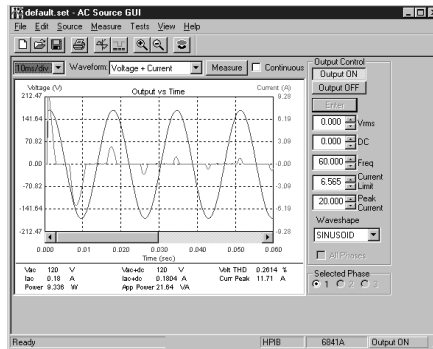 default.set - AC Source GUI
File Edit Source Measure Tests View Help
10ms/div Waveform: Voltage + Current Measure Continuous
Output Control
Output ON
Output OFF
Enter
0.000 Vrms
0.000 DC
60.000 Freq
6.565 Current Limit
20.000 Peak Current
Waveshape
SINUSOID
All Phases
Selected Phase
1 2 3
Voltage (V) Output vs Time Current (A)
212.47 9.28
141.64 6.19
70.82 3.09
0.00 0.00
-70.82 -3.09
-141.64 -6.19
-212.47 -9.28
0.000 0.01 0.020 0.030 0.040 0.050 0.060
Time (sec)
Vac 120 V Vac+dc 120 V Volt THD 0.2614 %
Iac 0.18 A Iac+dc 0.1804 A Curr Peak 11.71 A
Power 9.336 W App Power 21.64 VA
Ready HPIB 6841A Output ON